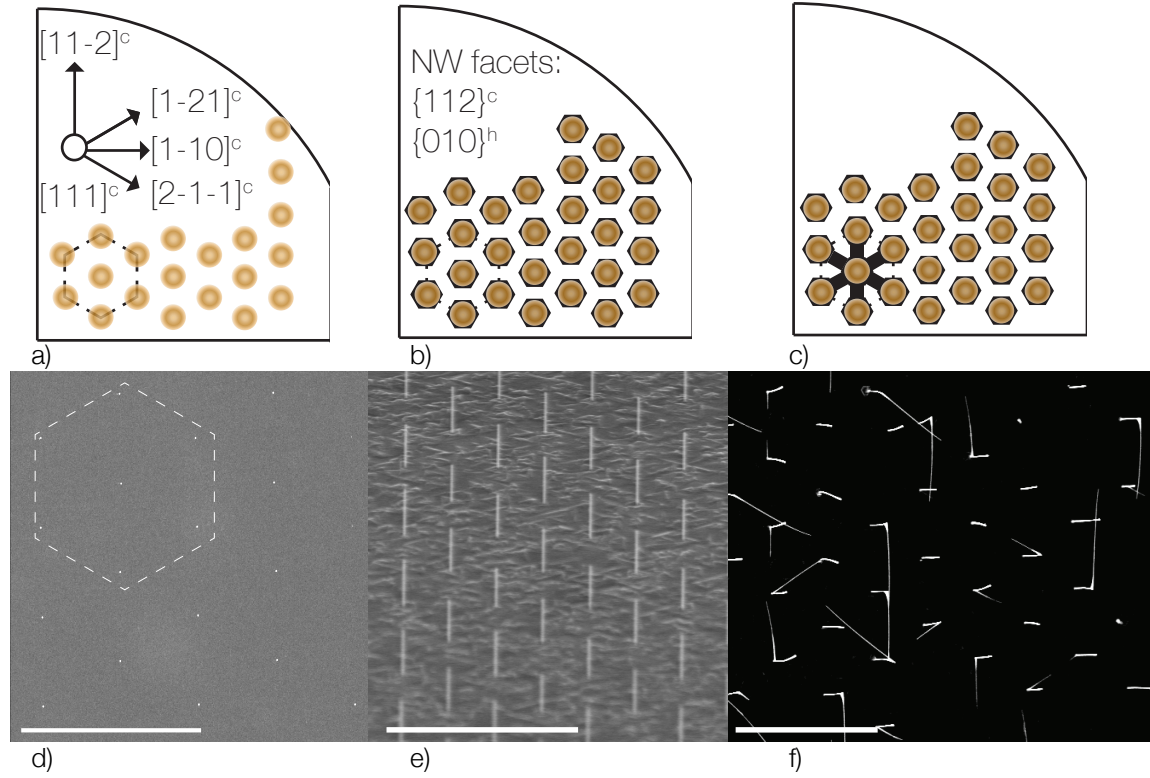 [11-2]ᶜ
[1-21]ᶜ
[1-10]ᶜ
[111]ᶜ [2-1-1]ᶜ
a)
NW facets:
{112}ᶜ
{010}ʰ
b)
c)
d)
e)
f)